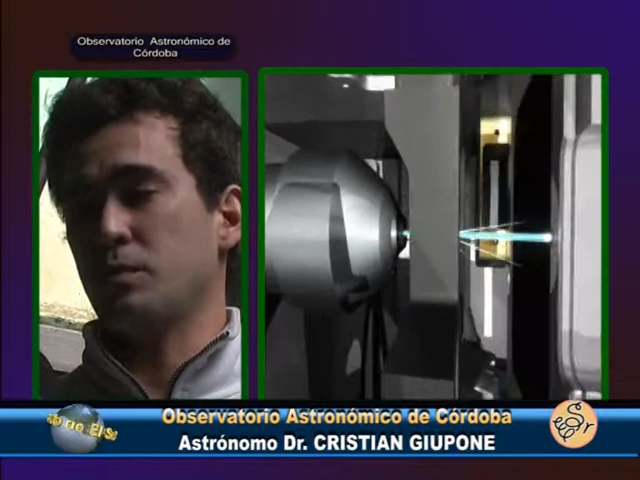 Observatorio Astronómico de
Córdoba
Observatorio Astronómico de Córdoba
Astrónomo Dr. CRISTIAN GIUPONE